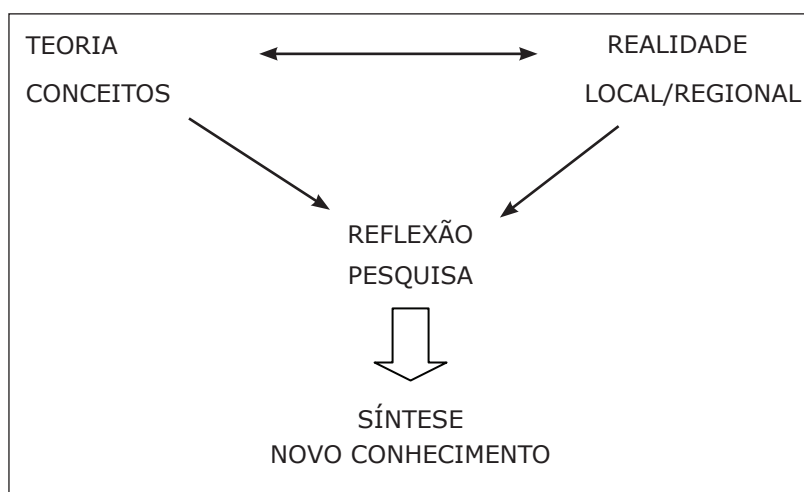 TEORIA
REALIDADE
CONCEITOS
LOCAL/REGIONAL
REFLEXÃO
PESQUISA
SÍNTESE
NOVO CONHECIMENTO